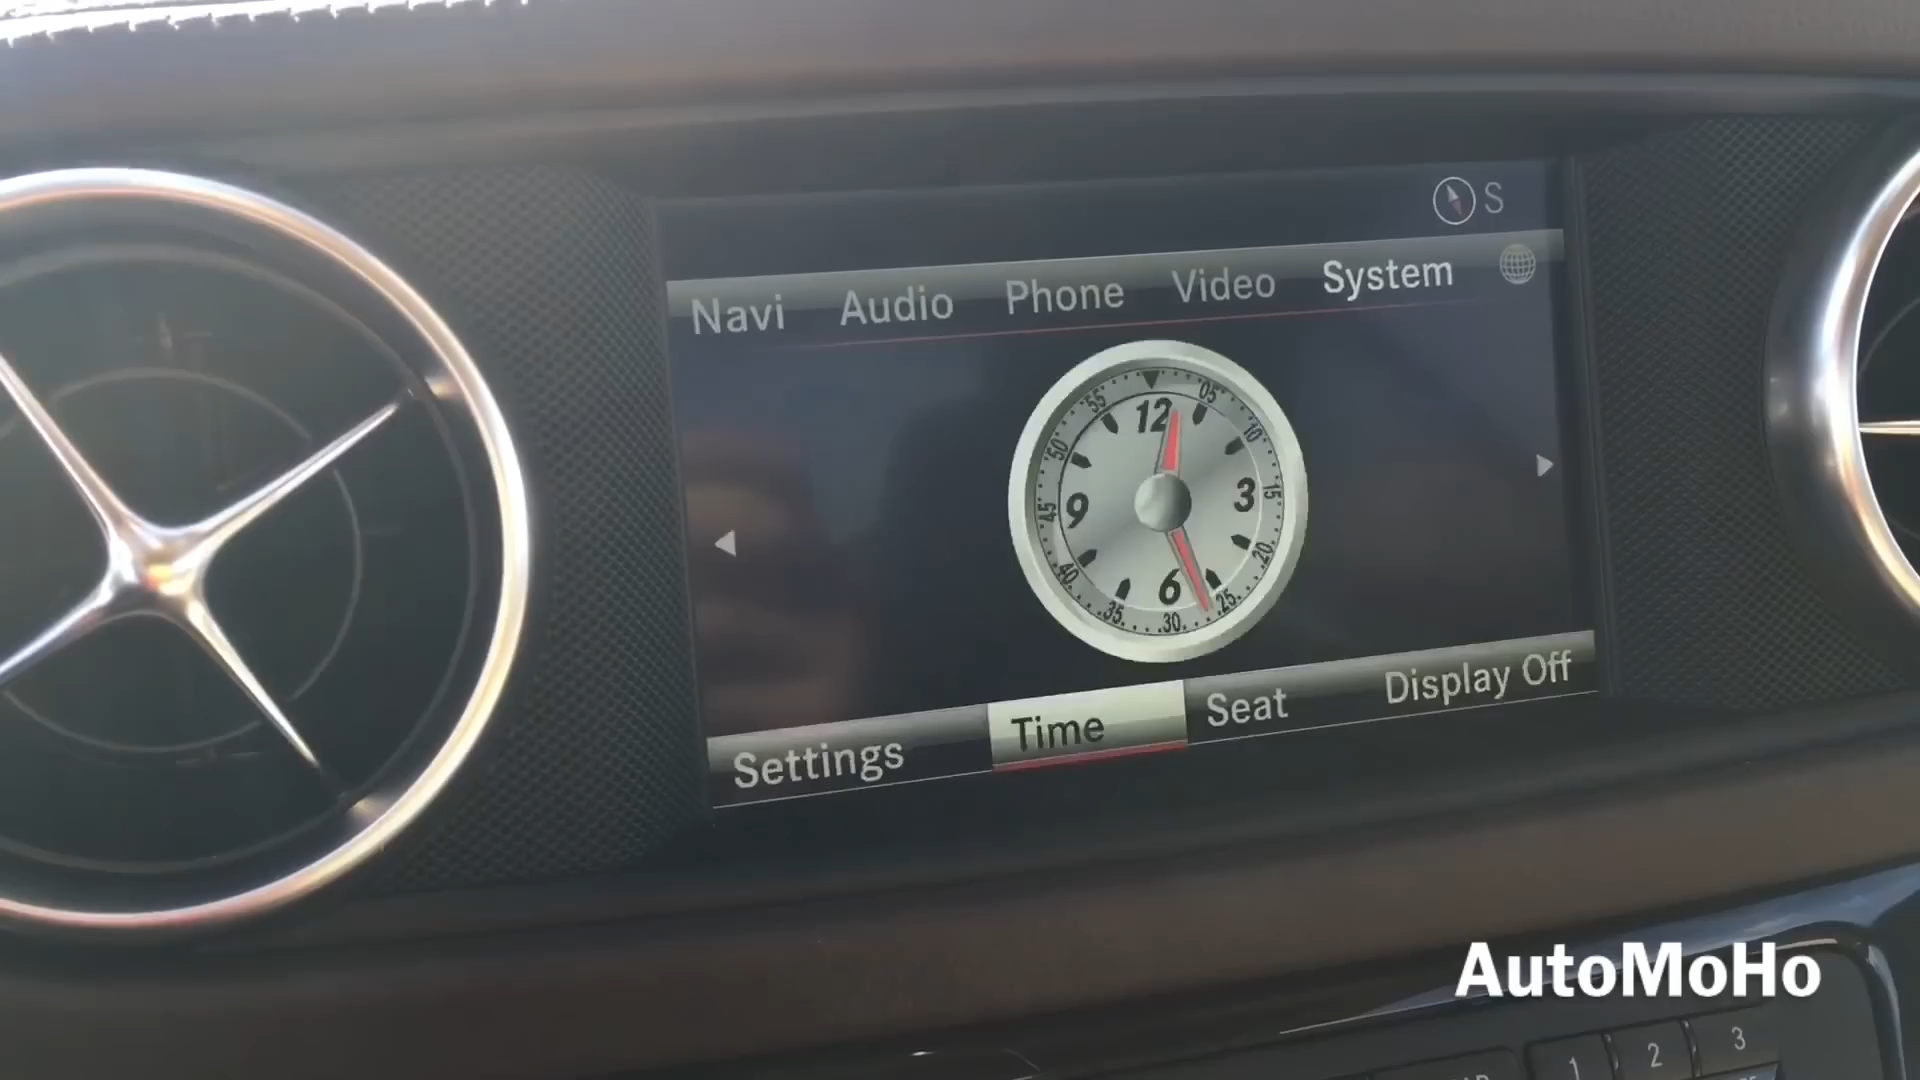 S
Navi Audio Phone Video System
55 05
12
50 10
9 3
45 15
40 20
6
35 30 25
Settings Time Seat Display Off
AutoMoHo
1 2 3